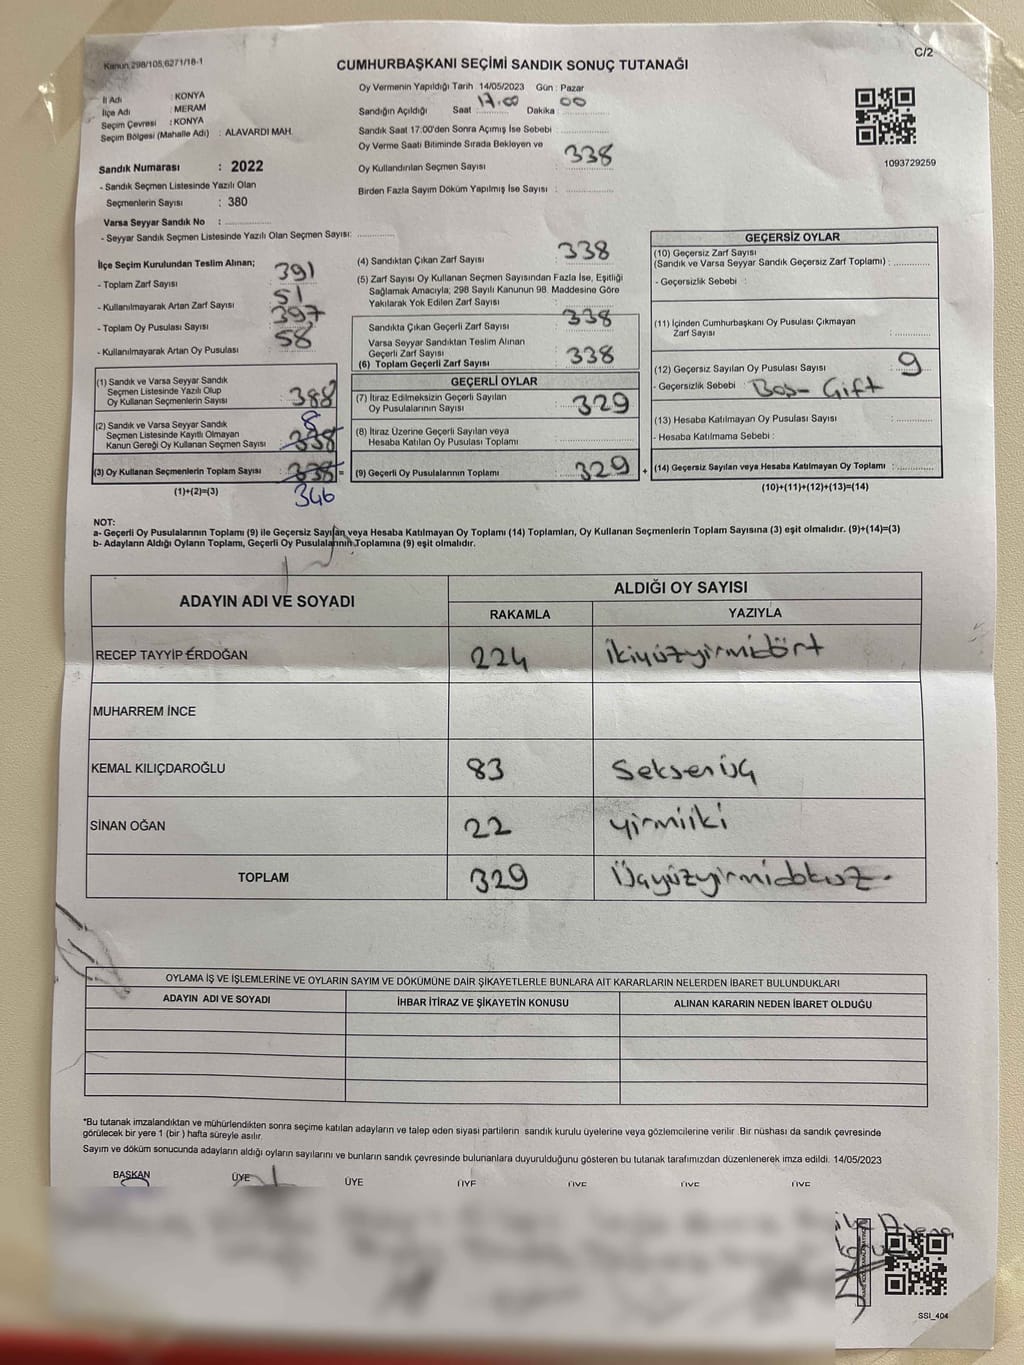 Kanun,298/105,6271/18-1
C/2
CUMHURBAŞKANI SEÇİMİ SANDIK SONUÇ TUTANAĞI
İl Adı : KONYA
İlçe Adı : MERAM
Seçim Çevresi : KONYA
Seçim Bölgesi (Mahalle Adı) : ALAVARDI MAH.
Sandık Numarası : 2022
- Sandık Seçmen Listesinde Yazılı Olan
Seçmenlerin Sayısı : 380
Varsa Seyyar Sandık No : ............
- Seyyar Sandık Seçmen Listesinde Yazılı Olan Seçmen Sayısı: ............
Oy Vermenin Yapıldığı Tarih 14/05/2023 Gün : Pazar
Sandığın Açıldığı Saat 17.00 Dakika 00
Sandık Saat 17:00'den Sonra Açımış İse Sebebi : ............
Oy Verme Saati Bitiminde Sırada Bekleyen ve
Oy Kullandırılan Seçmen Sayısı : 338
Birden Fazla Sayım Döküm Yapılmış İse Sayısı : ............
1093729259
İlçe Seçim Kurulundan Teslim Alınan;
- Toplam Zarf Sayısı : 391
- Kullanılmayarak Artan Zarf Sayısı : 51
- Toplam Oy Pusulası Sayısı : 397
- Kullanılmayarak Artan Oy Pusulası : 58
(1) Sandık ve Varsa Seyyar Sandık
Seçmen Listesinde Yazılı Olup
Oy Kullanan Seçmenlerin Sayısı : 388
(2) Sandık ve Varsa Seyyar Sandık
Seçmen Listesinde Kayıtlı Olmayan
Kanun Gereği Oy Kullanan Seçmen Sayısı : 338 8
(3) Oy Kullanan Seçmenlerin Toplam Sayısı : 338 =
(1)+(2)=(3) 346
(4) Sandıktan Çıkan Zarf Sayısı : 338
(5) Zarf Sayısı Oy Kullanan Seçmen Sayısından Fazla İse, Eşitliği
Sağlamak Amacıyla; 298 Sayılı Kanunun 98. Maddesine Göre
Yakılarak Yok Edilen Zarf Sayısı :
Sandıkta Çıkan Geçerli Zarf Sayısı : 338
Varsa Seyyar Sandıktan Teslim Alınan
Geçerli Zarf Sayısı
(6) Toplam Geçerli Zarf Sayısı : 338
GEÇERLİ OYLAR
(7) İtiraz Edilmeksizin Geçerli Sayılan
Oy Pusulalarının Sayısı : 329
(8) İtiraz Üzerine Geçerli Sayılan veya
Hesaba Katılan Oy Pusulası Toplamı : ............
(9) Geçerli Oy Pusulalarının Toplamı : 329 +
GEÇERSİZ OYLAR
(10) Geçersiz Zarf Sayısı
(Sandık ve Varsa Seyyar Sandık Geçersiz Zarf Toplamı) : ............
- Geçersizlik Sebebi :
(11) İçinden Cumhurbaşkanı Oy Pusulası Çıkmayan
Zarf Sayısı : ............
(12) Geçersiz Sayılan Oy Pusulası Sayısı : 9
- Geçersizlik Sebebi : Boş - Çift
(13) Hesaba Katılmayan Oy Pusulası Sayısı : ............
- Hesaba Katılmama Sebebi :
(14) Geçersiz Sayılan veya Hesaba Katılmayan Oy Toplamı : ............
(10)+(11)+(12)+(13)=(14)
NOT:
a- Geçerli Oy Pusulalarının Toplamı (9) ile Geçersiz Sayılan veya Hesaba Katılmayan Oy Toplamı (14) Toplamları, Oy Kullanan Seçmenlerin Toplam Sayısına (3) eşit olmalıdır. (9)+(14)=(3)
b- Adayların Aldığı Oyların Toplamı, Geçerli Oy Pusulalarının Toplamına (9) eşit olmalıdır.
ADAYIN ADI VE SOYADI
ALDIĞI OY SAYISI
RAKAMLA YAZIYLA
RECEP TAYYİP ERDOĞAN 224 ikiyüzyirmidört
MUHARREM İNCE
KEMAL KILIÇDAROĞLU 83 Seksenüç
SİNAN OĞAN 22 yirmiiki
TOPLAM 329 Üçyüzyirmidokuz.
OYLAMA İŞ VE İŞLEMLERİNE VE OYLARIN SAYIM VE DÖKÜMÜNE DAİR ŞİKAYETLERLE BUNLARA AİT KARARLARIN NELERDEN İBARET BULUNDUKLARI
ADAYIN ADI VE SOYADI İHBAR İTİRAZ VE ŞİKAYETİN KONUSU ALINAN KARARIN NEDEN İBARET OLDUĞU
*Bu tutanak imzalandıktan ve mühürlendikten sonra seçime katılan adayların ve talep eden siyasi partilerin sandık kurulu üyelerine veya gözlemcilerine verilir. Bir nüshası da sandık çevresinde
görülecek bir yere 1 (bir) hafta süreyle asılır.
Sayım ve döküm sonucunda adayların aldığı oyların sayılarını ve bunların sandık çevresinde bulunanlara duyurulduğunu gösteren bu tutanak tarafımızdan düzenlenerek imza edildi. 14/05/2023
BAŞKAN ÜYE ÜYE ÜYE ÜYE ÜYE ÜYE
SSİ_404